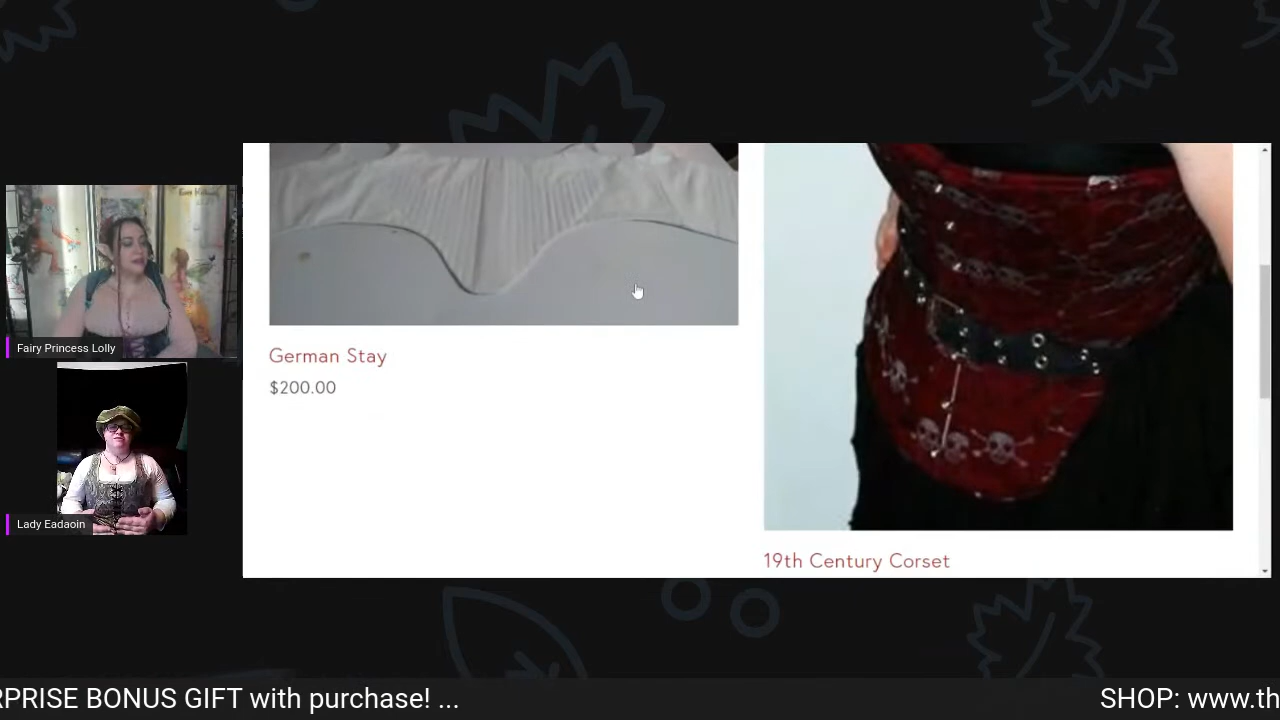 Fairy Princess Lolly
Lady Eadaoin
German Stay
$200.00
19th Century Corset
RPRISE BONUS GIFT with purchase! ...
SHOP: www.th